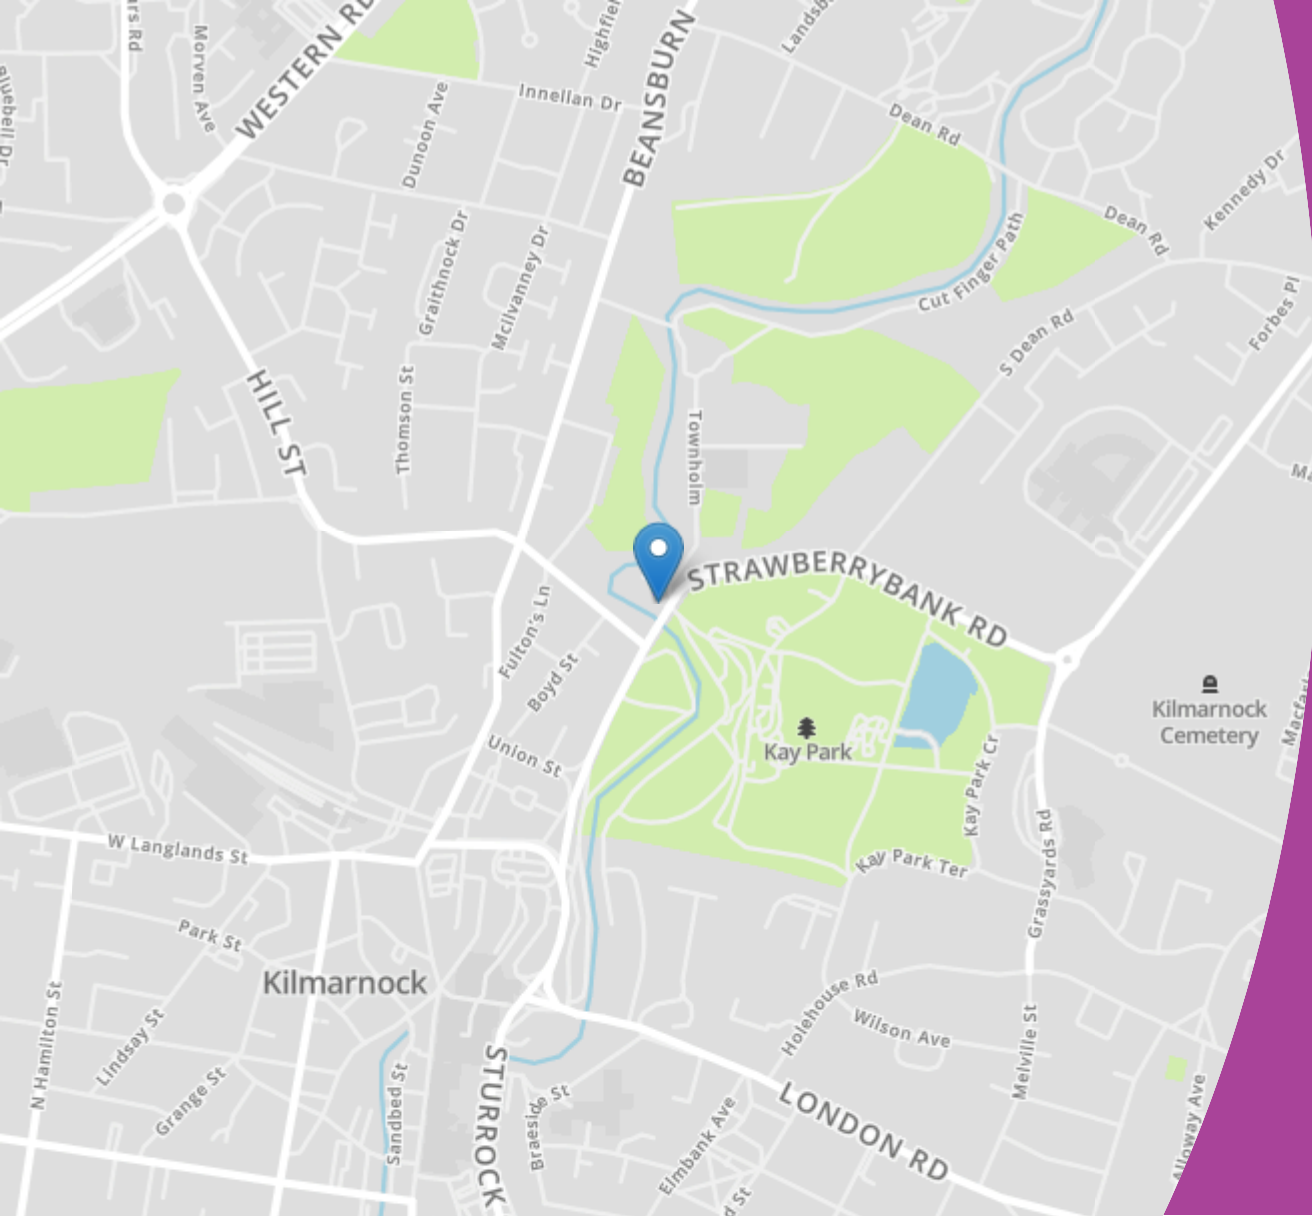 WESTERN RD
Morven Ave
Bluebell Dr
Innellan Dr
BEANSBURN
Dean Rd
Dunoon Ave
Kennedy Dr
Dean Rd
Graithnock Dr
McIlvanney Dr
Cut Finger Path
Forbes Pl
S Dean Rd
HILL ST
Thomson St
Townholm
STRAWBERRYBANK RD
Fulton's Ln
Boyd St
Kilmarnock
Cemetery
Union St
Kay Park
Kay Park Cr
W Langlands St
Kay Park Ter
Grassyards Rd
Park St
Kilmarnock
Holehouse Rd
Wilson Ave
N Hamilton St
Lindsay St
Melville St
Grange St
Sandbed St
STURROCK
Braeside St
LONDON RD
Elmbank Ave
Alloway Ave